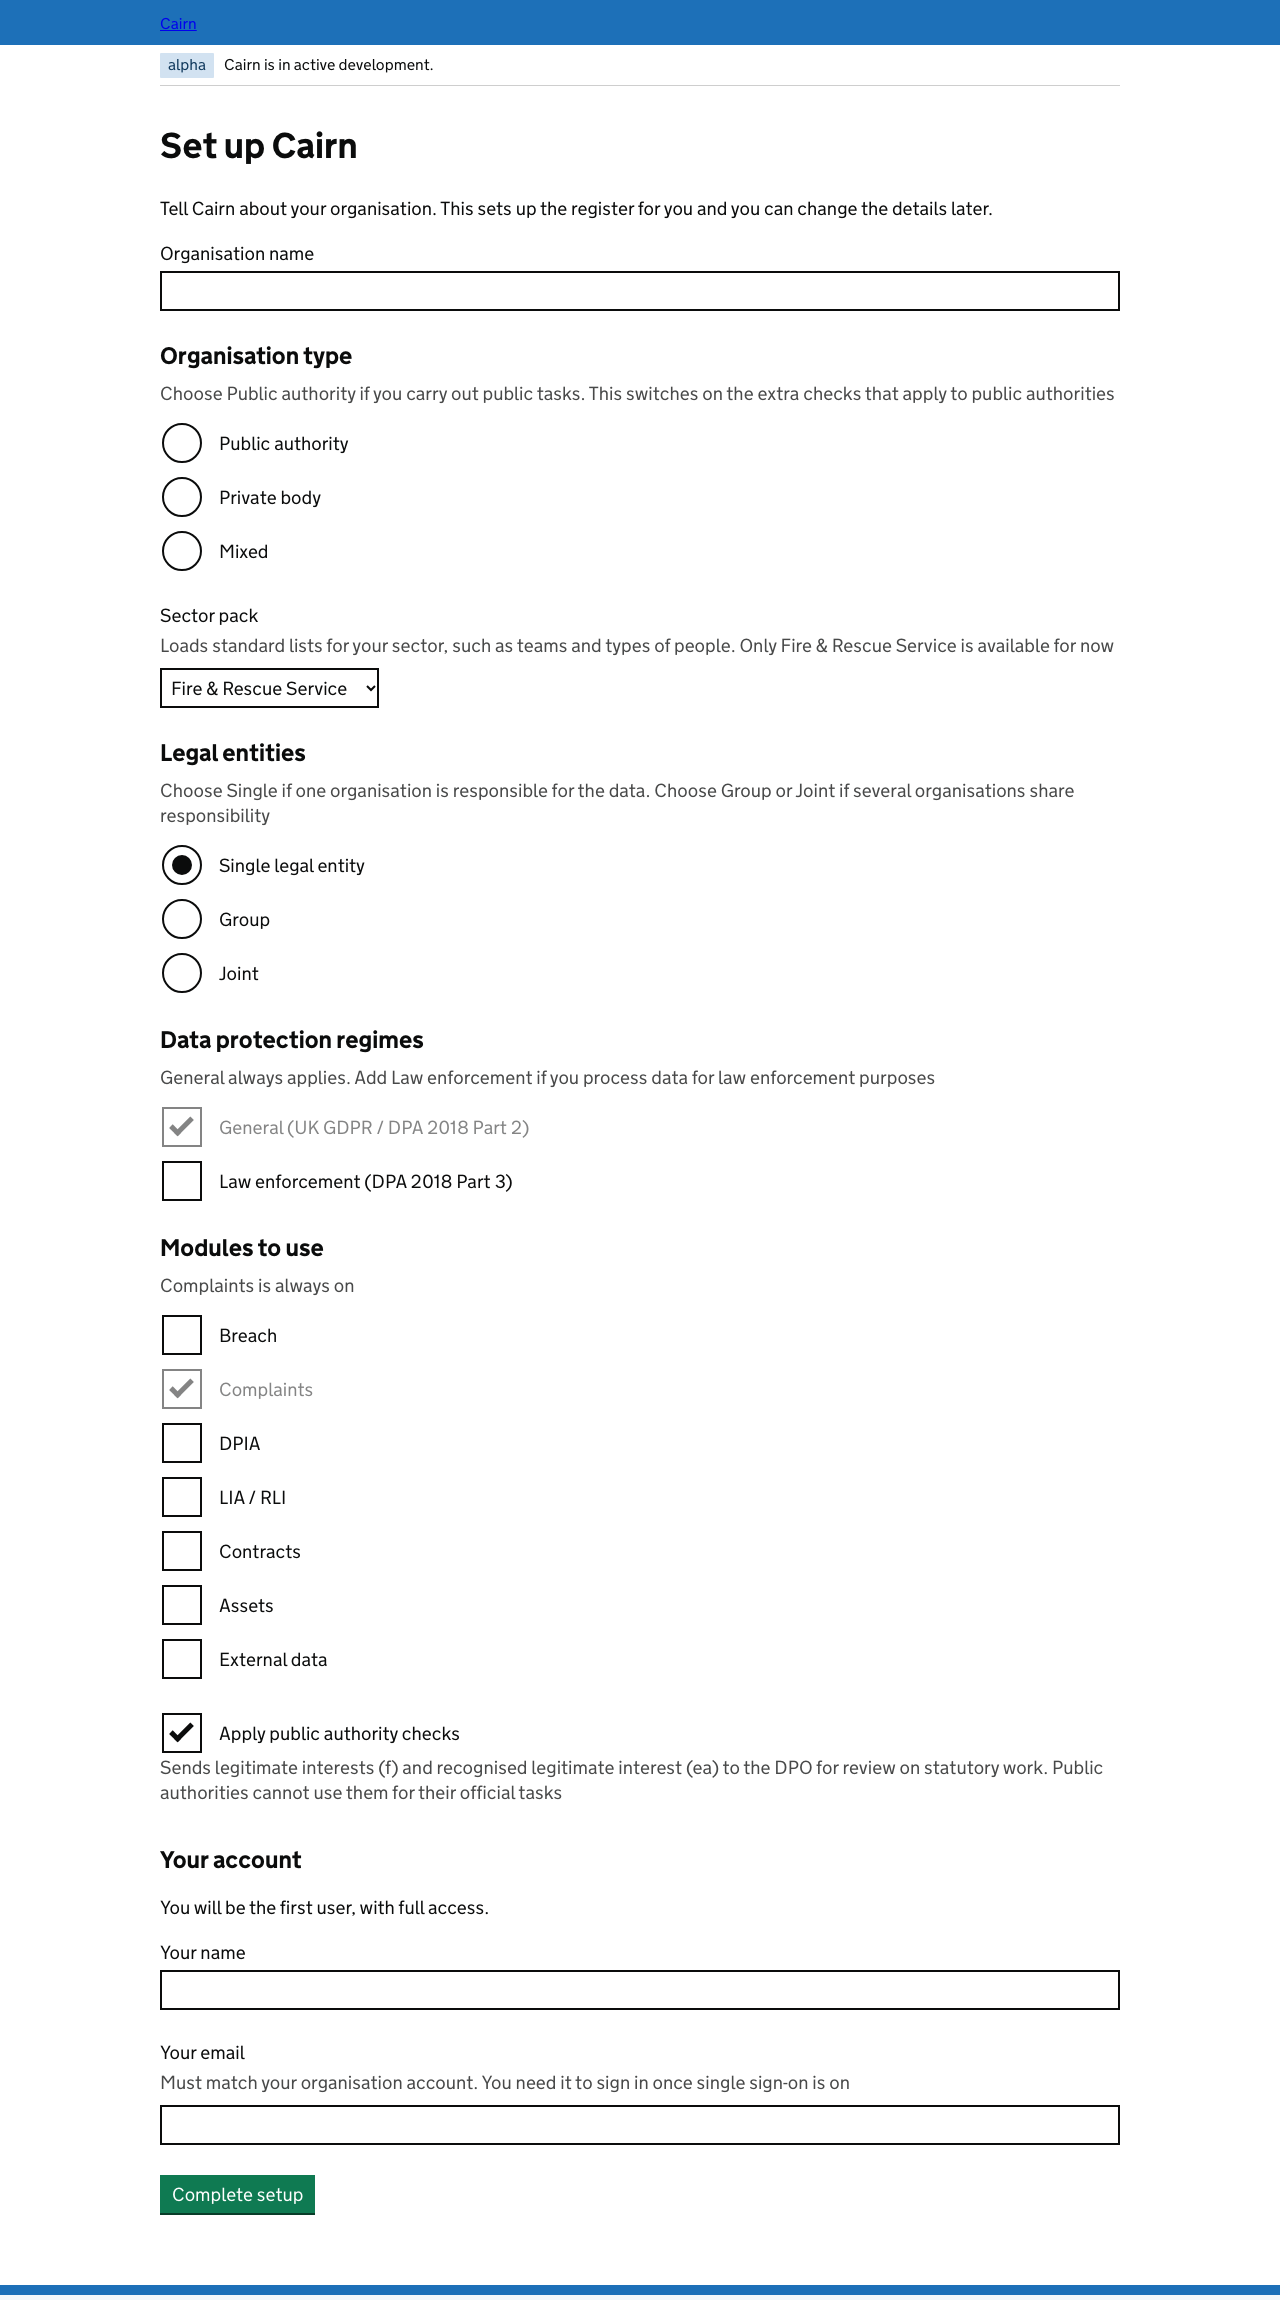 Cairn
alpha Cairn is in active development.
Set up Cairn
Tell Cairn about your organisation. This sets up the register for you and you can change the details later.
Organisation name
Organisation type
Choose Public authority if you carry out public tasks. This switches on the extra checks that apply to public authorities
Public authority
Private body
Mixed
Sector pack
Loads standard lists for your sector, such as teams and types of people. Only Fire & Rescue Service is available for now
Fire & Rescue Service
Legal entities
Choose Single if one organisation is responsible for the data. Choose Group or Joint if several organisations share
responsibility
Single legal entity
Group
Joint
Data protection regimes
General always applies. Add Law enforcement if you process data for law enforcement purposes
General (UK GDPR / DPA 2018 Part 2)
Law enforcement (DPA 2018 Part 3)
Modules to use
Complaints is always on
Breach
Complaints
DPIA
LIA / RLI
Contracts
Assets
External data
Apply public authority checks
Sends legitimate interests (f) and recognised legitimate interest (ea) to the DPO for review on statutory work. Public
authorities cannot use them for their official tasks
Your account
You will be the first user, with full access.
Your name
Your email
Must match your organisation account. You need it to sign in once single sign-on is on
Complete setup